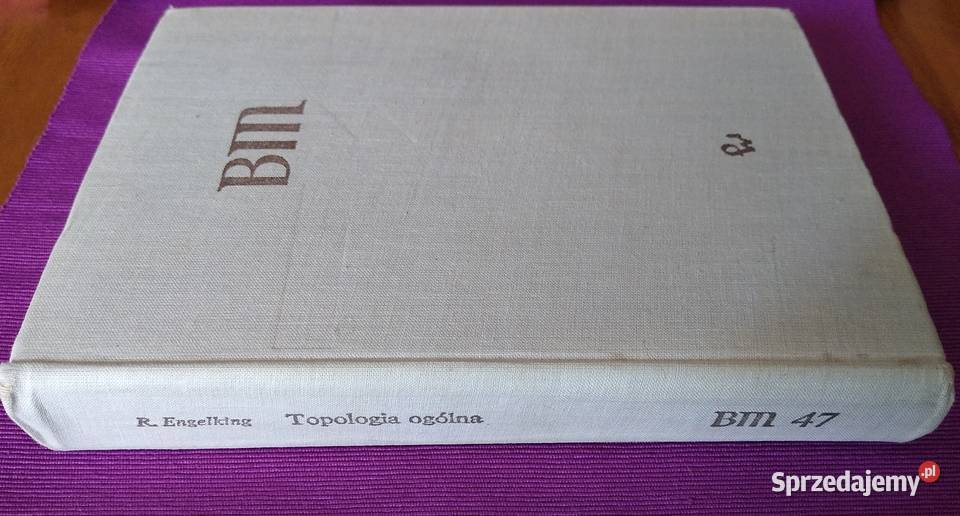 BM
R. Engelking Topologia ogólna BM 47
Sprzedajemy.pl